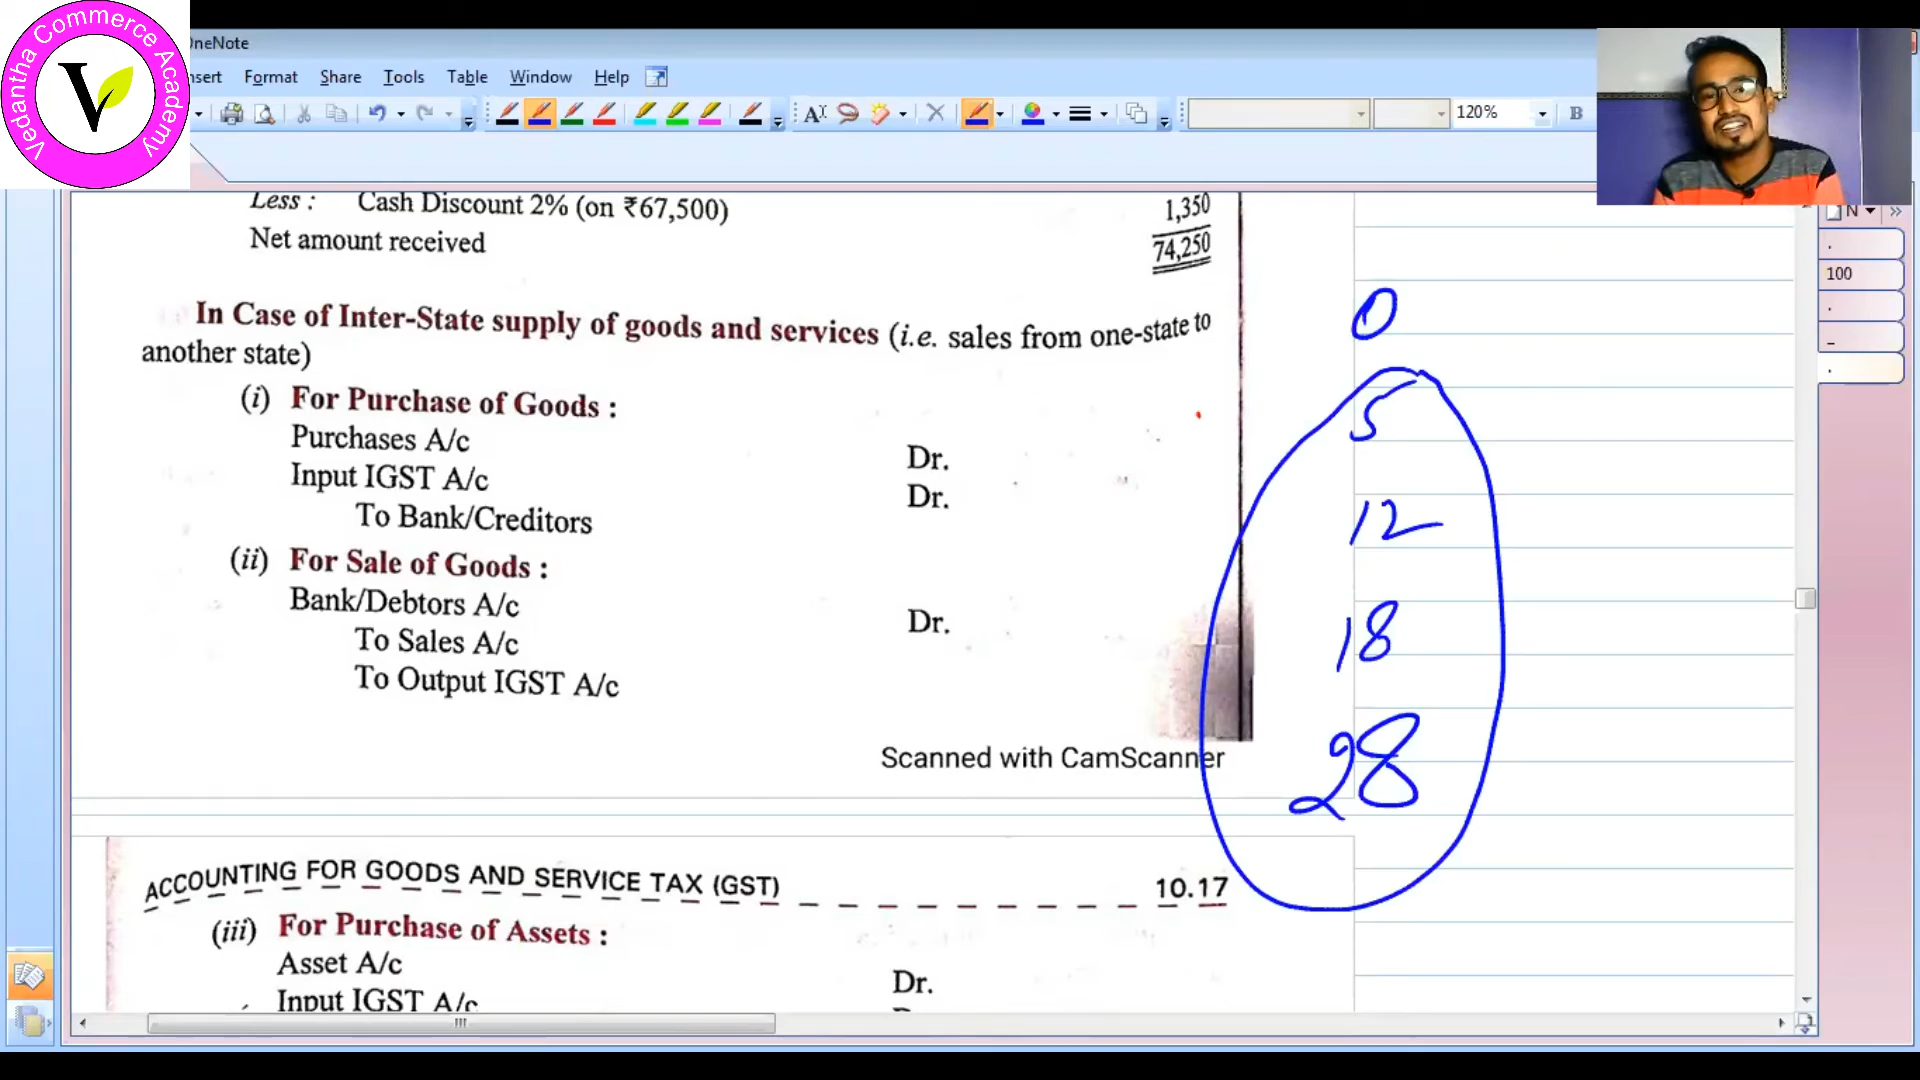 Vedantha Commerce Academy
V
OneNote
nsert Format Share Tools Table Window Help
120% B
N
.
100
.
_
.
Less : Cash Discount 2% (on ₹67,500) 1,350
Net amount received 74,250
In Case of Inter-State supply of goods and services (i.e. sales from one-state to
another state)
(i) For Purchase of Goods :
Purchases A/c Dr.
Input IGST A/c Dr.
To Bank/Creditors
(ii) For Sale of Goods :
Bank/Debtors A/c Dr.
To Sales A/c
To Output IGST A/c
Scanned with CamScanner
0
5
12
18
28
ACCOUNTING FOR GOODS AND SERVICE TAX (GST) 10.17
(iii) For Purchase of Assets :
Asset A/c Dr.
Input IGST A/c